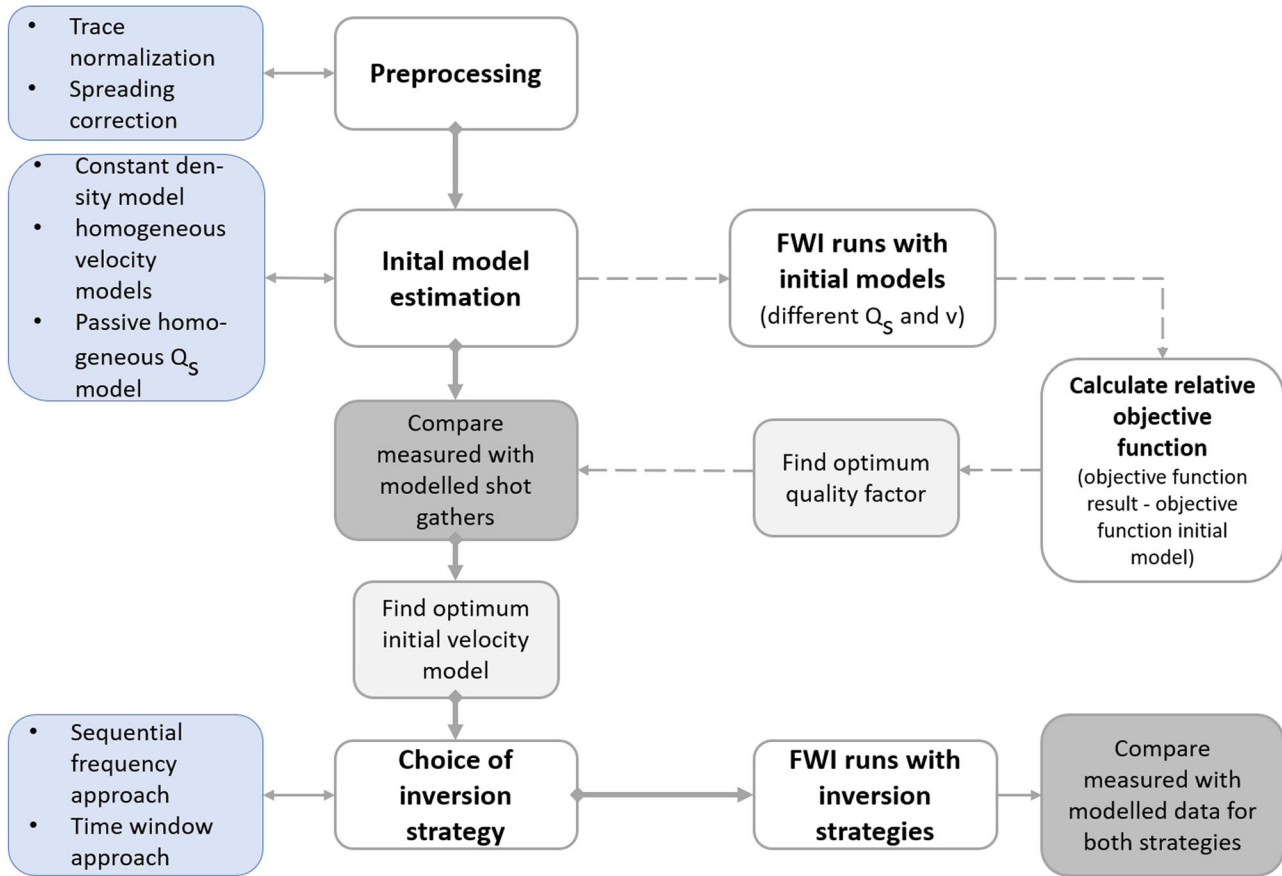 • Trace
normalization
• Spreading
correction
Preprocessing
• Constant den-
sity model
• homogeneous
velocity
models
• Passive homo-
geneous Qs
model
Inital model
estimation
FWI runs with
initial models
(different Qs and v)
Calculate relative
objective
function
(objective function
result - objective
function initial
model)
Find optimum
quality factor
Compare
measured with
modelled shot
gathers
Find optimum
initial velocity
model
• Sequential
frequency
approach
• Time window
approach
Choice of
inversion
strategy
FWI runs with
inversion
strategies
Compare
measured with
modelled data for
both strategies